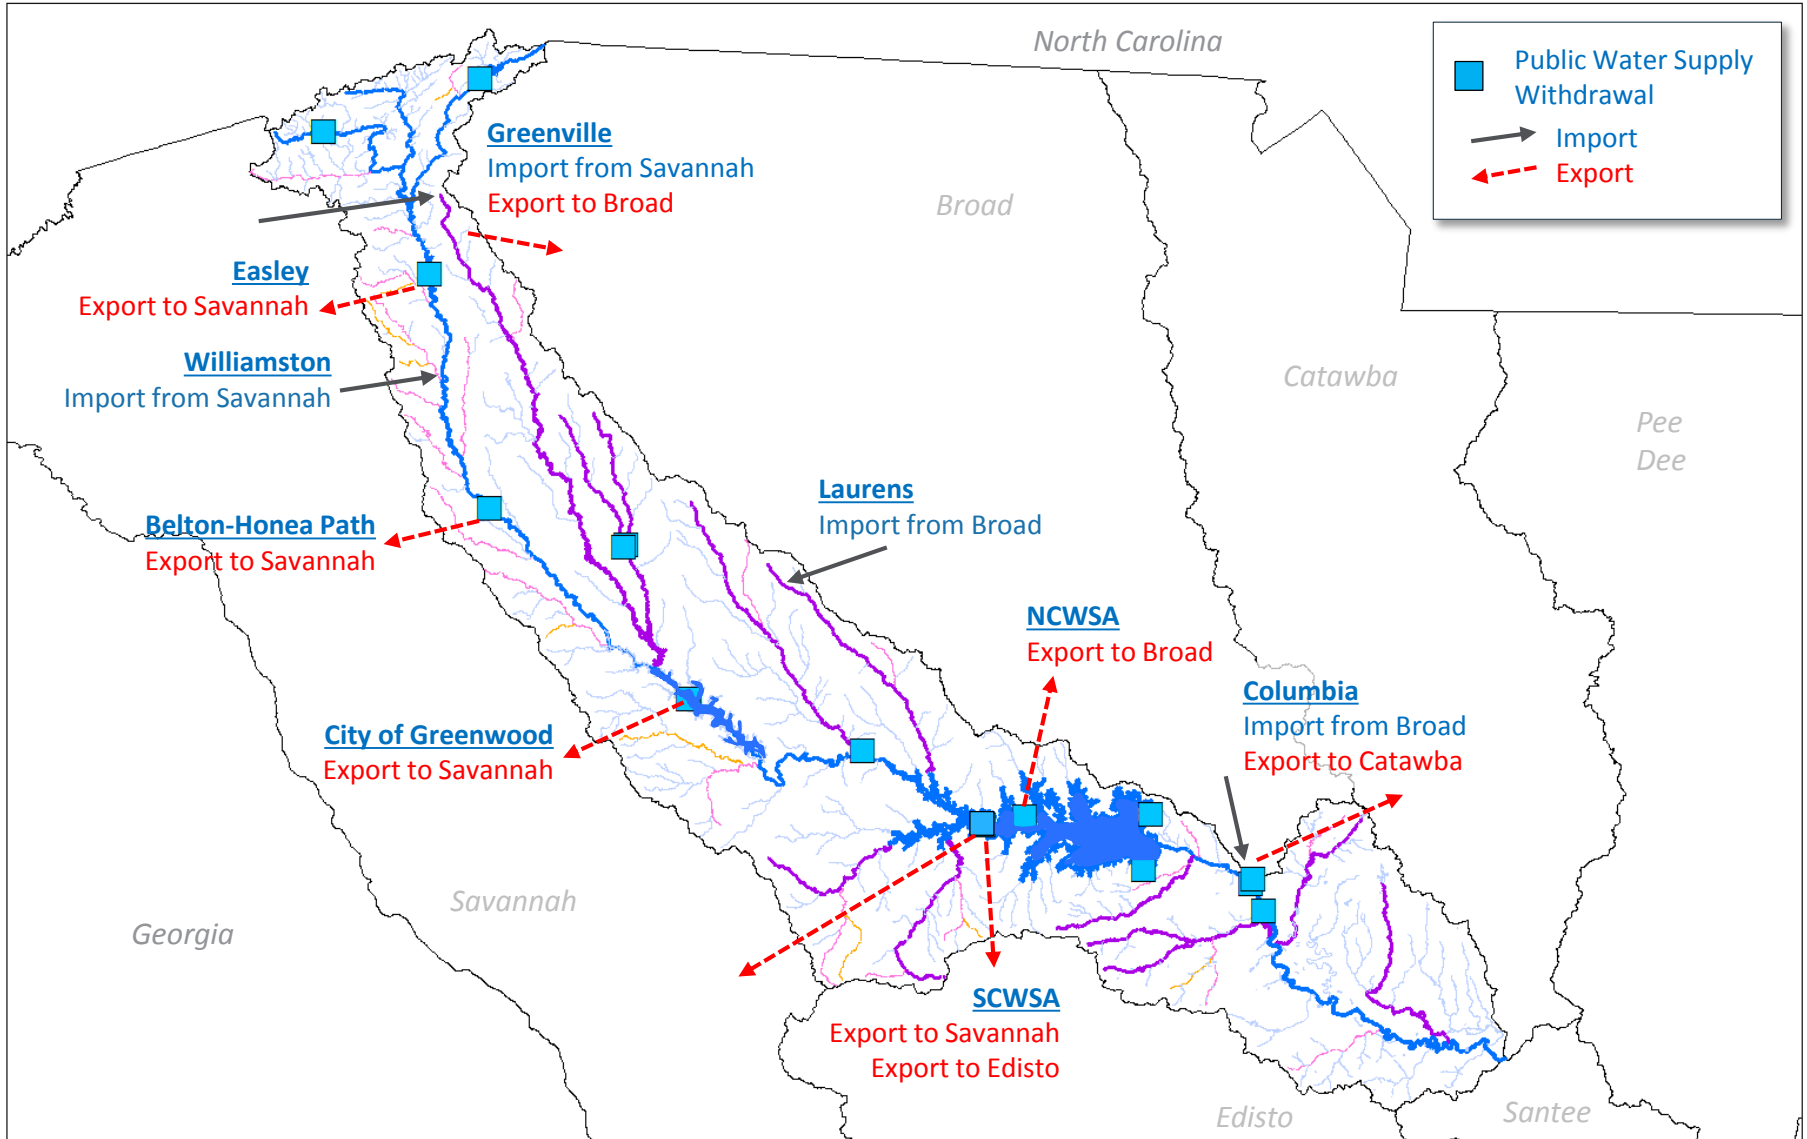 North Carolina
Public Water Supply
Withdrawal
Import
Export
Greenville
Import from Savannah
Export to Broad
Broad
Easley
Export to Savannah
Williamston
Import from Savannah
Catawba
Pee
Dee
Laurens
Import from Broad
Belton-Honea Path
Export to Savannah
NCWSA
Export to Broad
Columbia
Import from Broad
Export to Catawba
City of Greenwood
Export to Savannah
Savannah
Georgia
SCWSA
Export to Savannah
Export to Edisto
Edisto
Santee